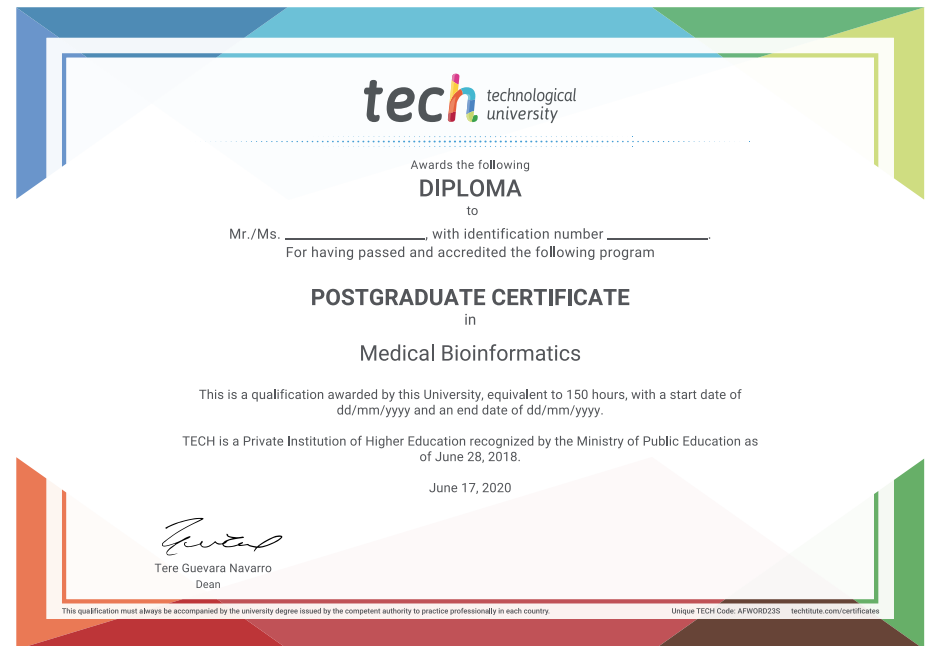 tech technological
university
Awards the following
DIPLOMA
to
Mr./Ms. ____________________, with identification number ______________.
For having passed and accredited the following program
POSTGRADUATE CERTIFICATE
in
Medical Bioinformatics
This is a qualification awarded by this University, equivalent to 150 hours, with a start date of
dd/mm/yyyy and an end date of dd/mm/yyyy.
TECH is a Private Institution of Higher Education recognized by the Ministry of Public Education as
of June 28, 2018.
June 17, 2020
Tere Guevara Navarro
Dean
This qualification must always be accompanied by the university degree issued by the competent authority to practice professionally in each country.
Unique TECH Code: AFWORD23S techtitute.com/certificates